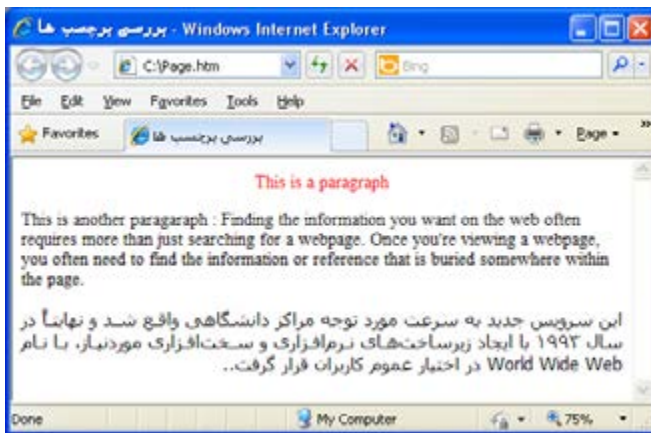 بررسی برچسب ها - Windows Internet Explorer
C:\Page.htm
Bing
File Edit View Favorites Tools Help
Favorites
بررسی برچسب ها
Page
This is a paragraph
This is another paragaraph : Finding the information you want on the web often
requires more than just searching for a webpage. Once you're viewing a webpage,
you often need to find the information or reference that is buried somewhere within
the page.
این سرویس جدید به سرعت مورد توجه مراکز دانشگاهی واقع شد و نهایتاً در
سال ۱۹۹۲ با ایجاد زیرساخت‌های نرم‌افزاری و سخت‌افزاری موردنیاز، با نام
World Wide Web در اختیار عموم کاربران قرار گرفت..
Done
My Computer
75%